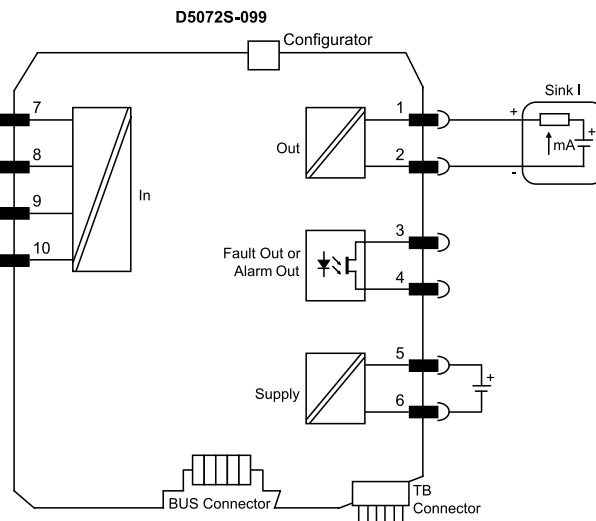 D5072S-099
Configurator
Sink I
7
1
+
+
mA
8
Out
2
-
In
9
3
Fault Out or
Alarm Out
10
4
5
+
Supply
6
BUS Connector
TB
Connector